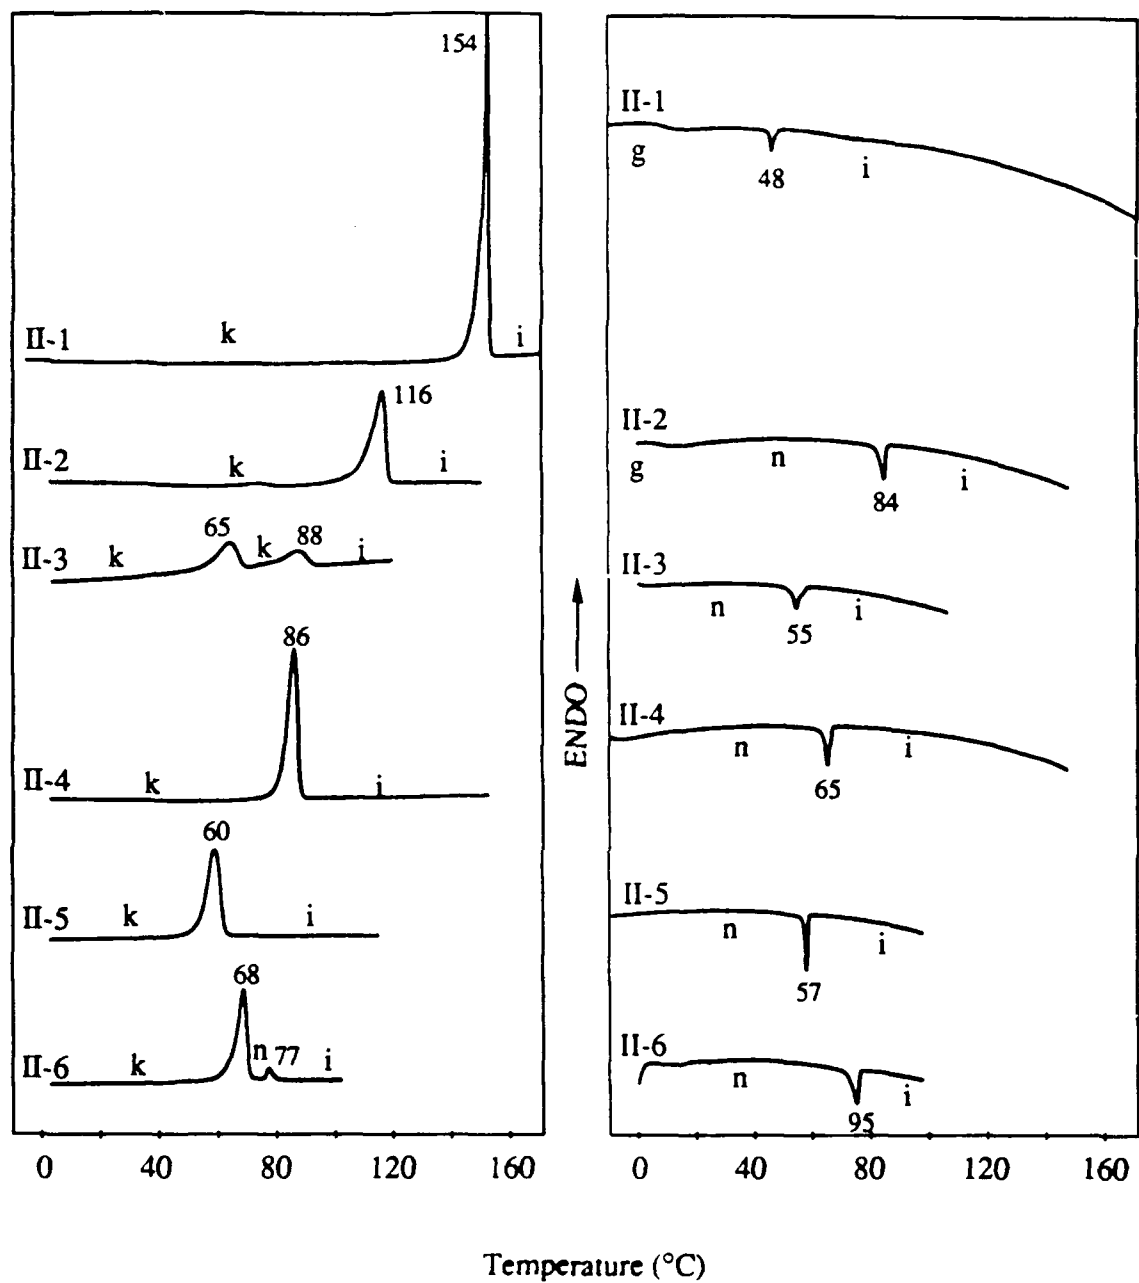 154
II-1 k i
116
II-2 k i
65 88
II-3 k k i
86
II-4 k i
60
II-5 k i
68
II-6 k n 77 i
0 40 80 120 160
ENDO
II-1
g 48 i
II-2
g n 84 i
II-3
n 55 i
II-4
n 65 i
II-5
n 57 i
II-6
n 95 i
0 40 80 120 160
Temperature (°C)